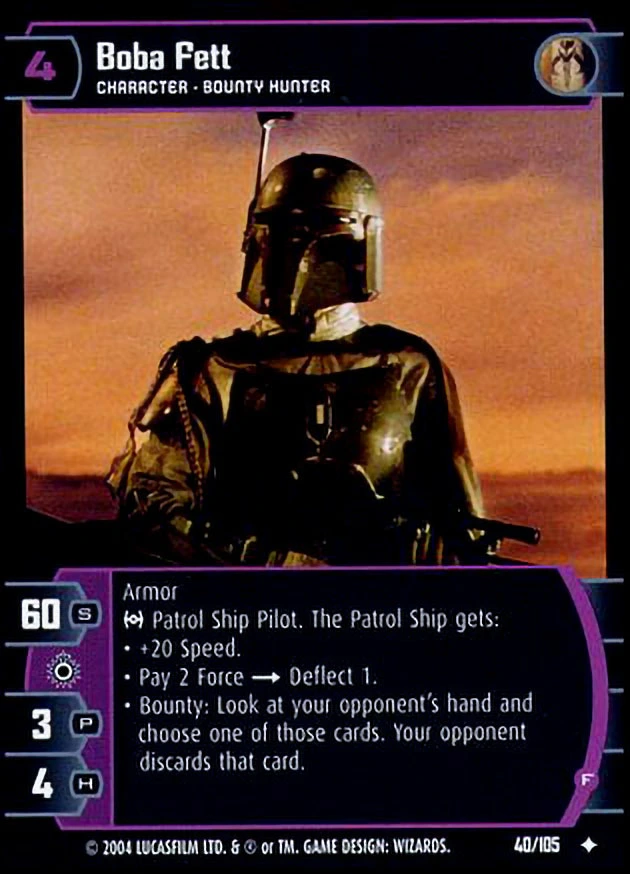 4 Boba Fett
CHARACTER · BOUNTY HUNTER
Armor
60 S Patrol Ship Pilot. The Patrol Ship gets:
• +20 Speed.
• Pay 2 Force → Deflect 1.
3 P • Bounty: Look at your opponent's hand and
choose one of those cards. Your opponent
4 H discards that card.
F
© 2004 LUCASFILM LTD. & ® or TM. GAME DESIGN: WIZARDS. 40/105